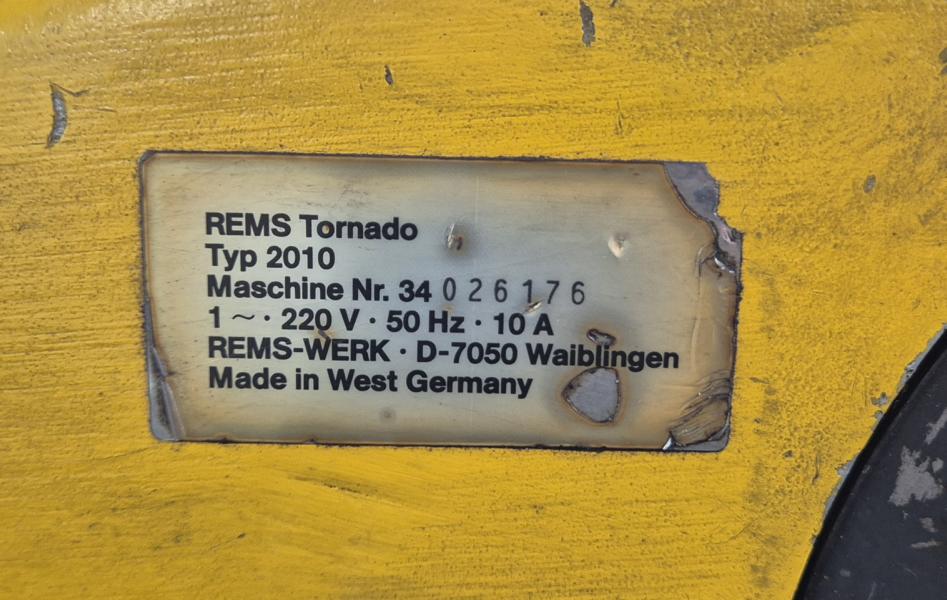 REMS Tornado
Typ 2010
Maschine Nr. 34 026176
1 ~ · 220 V · 50 Hz · 10 A
REMS-WERK · D-7050 Waiblingen
Made in West Germany